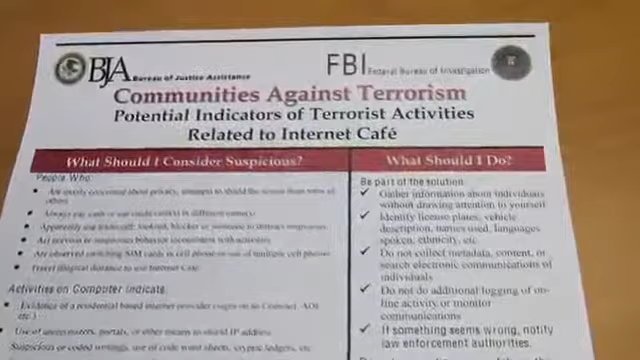 BJA Bureau of Justice Assistance
FBI Federal Bureau of Investigation
Communities Against Terrorism
Potential Indicators of Terrorist Activities
Related to Internet Café
What Should I Consider Suspicious?
People Who:
Are overly concerned about privacy, attempts to shield the screen from view of
others
Always pay cash or use credit card(s) in different name(s)
Apparently use tradecraft: lookout, blocker or someone to distract
Act nervous or suspicious behavior inconsistent with activities
Are observed switching SIM cards in cell phone or use of multiple cell phones
Travel illogical distance to use Internet Café
Activities on Computer Indicate:
Evidence of a residential based internet provider
etc.)
Use of anonymizers, portals, or other means to shield IP address
Suspicious or coded writings, use of code word sheets, cryptic ledgers, etc.
What Should I Do?
Be part of the solution.
✓ Gather information about individuals
without drawing attention to yourself
✓ Identify license plates, vehicle
description, names used, languages
spoken, ethnicity, etc.
✓ Do not collect metadata, content, or
search electronic communications of
individuals
✓ Do not do additional logging of on-
line activity or monitor
communications
✓ If something seems wrong, notify
law enforcement authorities.